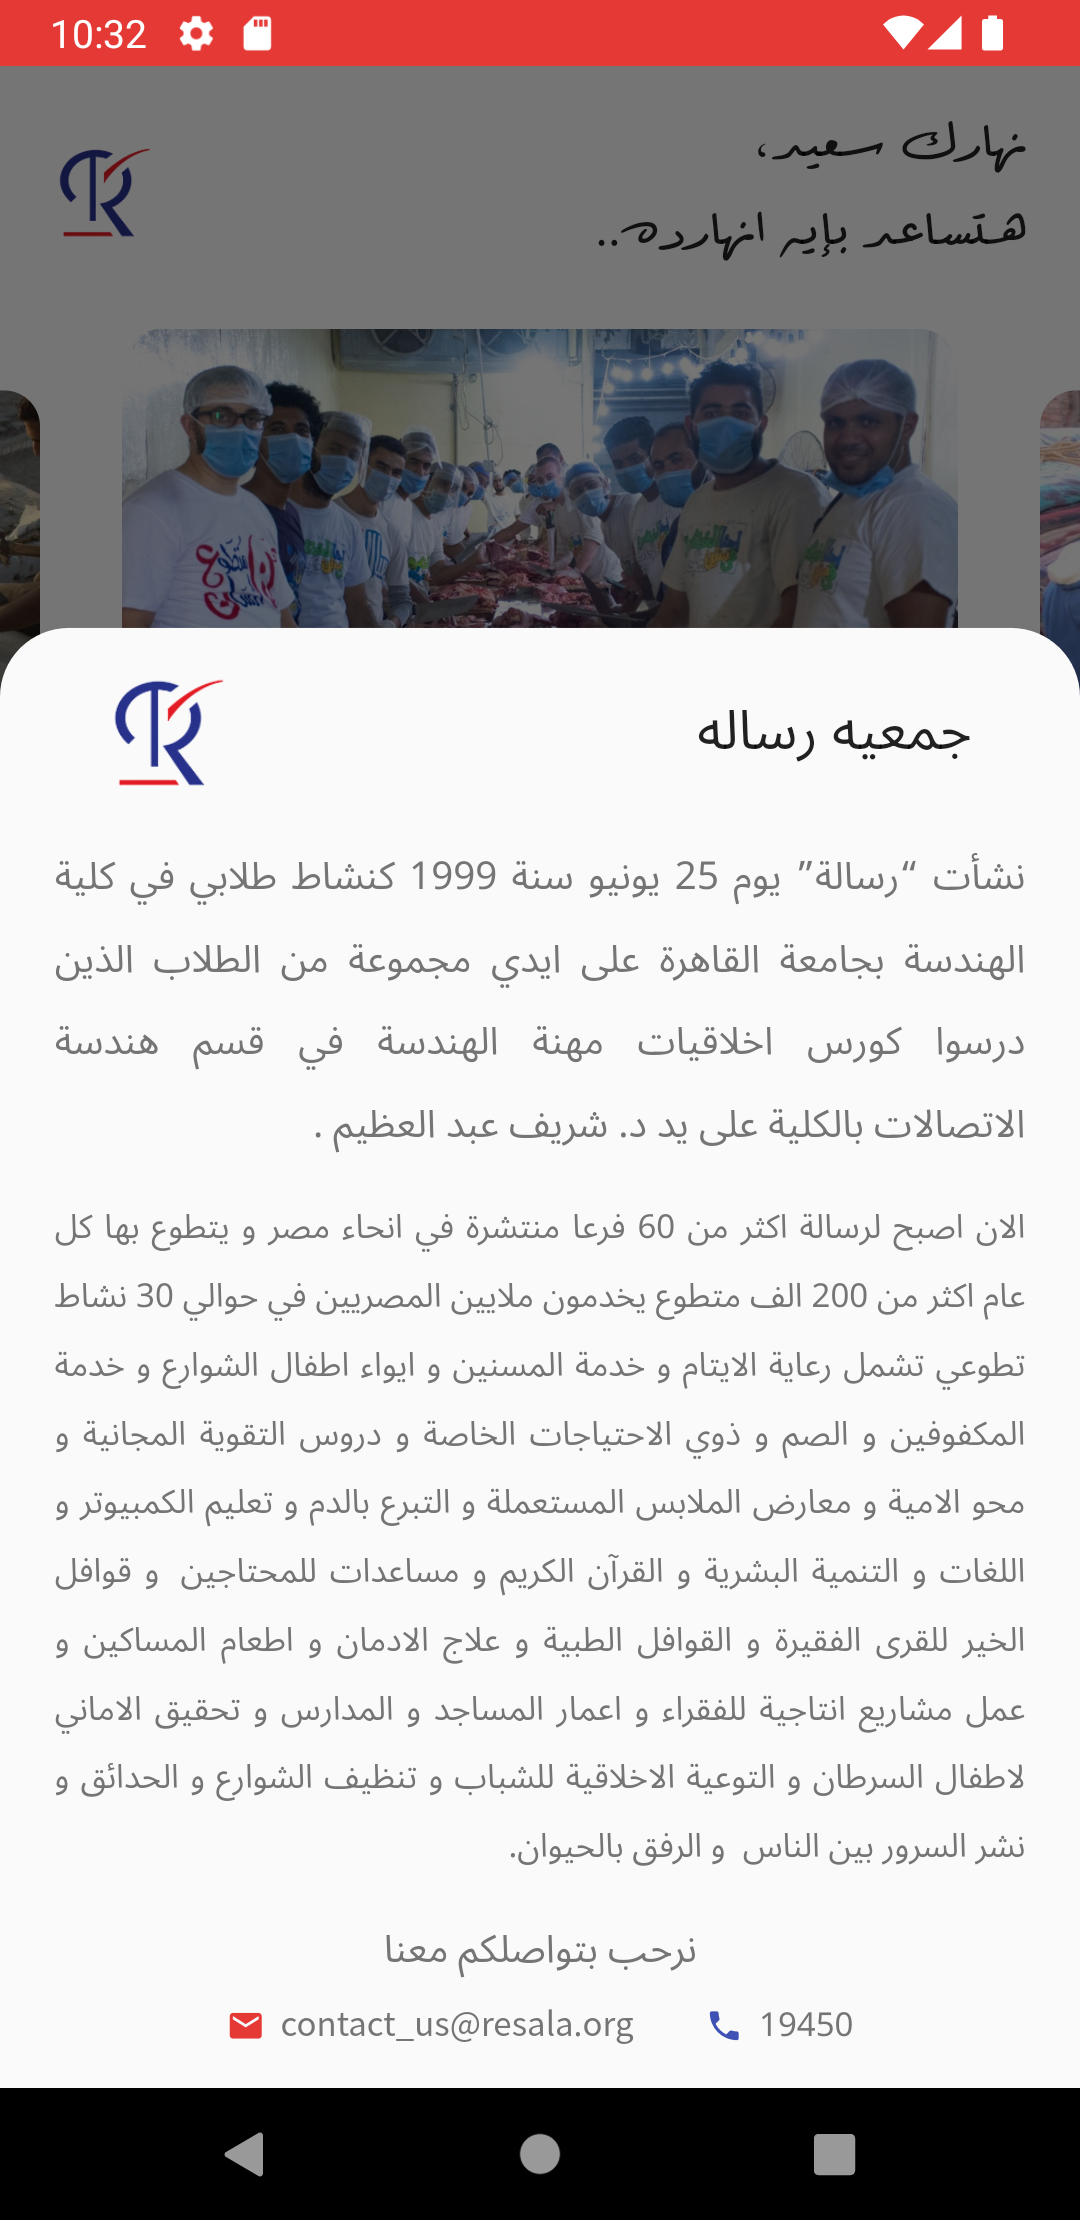 10:32
نهارك سعيد،
هتساعد بإيه انهارده..
جمعيه رساله
نشأت “رسالة” يوم 25 يونيو سنة 1999 كنشاط طلابي في كلية
الهندسة بجامعة القاهرة على ايدي مجموعة من الطلاب الذين
درسوا كورس اخلاقيات مهنة الهندسة في قسم هندسة
الاتصالات بالكلية على يد د. شريف عبد العظيم .
الان اصبح لرسالة اكثر من 60 فرعا منتشرة في انحاء مصر و يتطوع بها كل
عام اكثر من 200 الف متطوع يخدمون ملايين المصريين في حوالي 30 نشاط
تطوعي تشمل رعاية الايتام و خدمة المسنين و ايواء اطفال الشوارع و خدمة
المكفوفين و الصم و ذوي الاحتياجات الخاصة و دروس التقوية المجانية و
محو الامية و معارض الملابس المستعملة و التبرع بالدم و تعليم الكمبيوتر و
اللغات و التنمية البشرية و القرآن الكريم و مساعدات للمحتاجين و قوافل
الخير للقرى الفقيرة و القوافل الطبية و علاج الادمان و اطعام المساكين و
عمل مشاريع انتاجية للفقراء و اعمار المساجد و المدارس و تحقيق الاماني
لاطفال السرطان و التوعية الاخلاقية للشباب و تنظيف الشوارع و الحدائق و
نشر السرور بين الناس و الرفق بالحيوان.
نرحب بتواصلكم معنا
contact_us@resala.org
19450